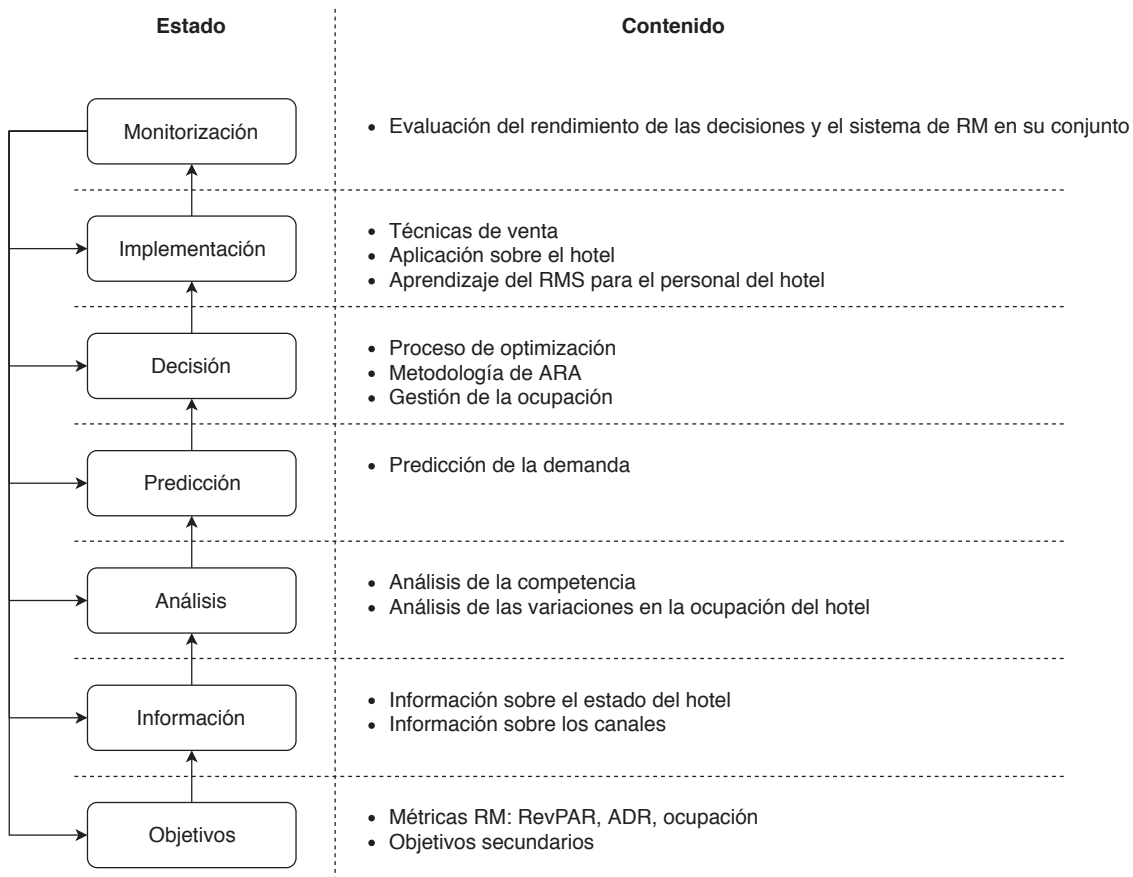 Estado
Contenido
Monitorización
• Evaluación del rendimiento de las decisiones y el sistema de RM en su conjunto
Implementación
• Técnicas de venta
• Aplicación sobre el hotel
• Aprendizaje del RMS para el personal del hotel
Decisión
• Proceso de optimización
• Metodología de ARA
• Gestión de la ocupación
Predicción
• Predicción de la demanda
Análisis
• Análisis de la competencia
• Análisis de las variaciones en la ocupación del hotel
Información
• Información sobre el estado del hotel
• Información sobre los canales
Objetivos
• Métricas RM: RevPAR, ADR, ocupación
• Objetivos secundarios